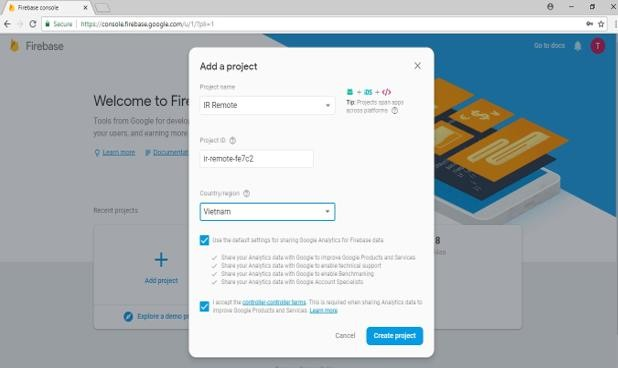 Firebase console
Secure
https://console.firebase.google.com/u/1/?pli=1
Firebase
Go to docs
T
Welcome to Fire
Tools from Google for develo
your users, and earning more
Learn more
Documentat
Recent projects
Add project
Explore a demo pr
8
Add a project
Project name
IR Remote
+ iOS + </>
Tip: Projects span apps
across platforms
Project ID
ir-remote-fe7c2
Country/region
Vietnam
Use the default settings for sharing Google Analytics for Firebase data
Share your Analytics data with Google to improve Google Products and Services
Share your Analytics data with Google to enable technical support
Share your Analytics data with Google to enable Benchmarking
Share your Analytics data with Google Account Specialists
I accept the controller-controller terms. This is required when sharing Analytics data to
improve Google Products and Services. Learn more
Cancel
Create project